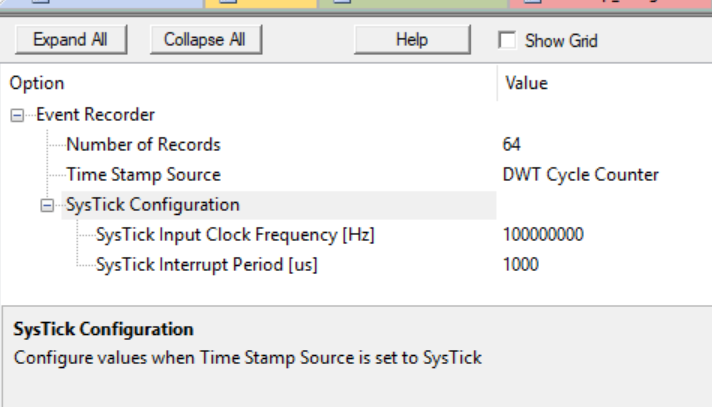 Expand All Collapse All Help Show Grid
Option Value
Event Recorder
Number of Records 64
Time Stamp Source DWT Cycle Counter
SysTick Configuration
SysTick Input Clock Frequency [Hz] 100000000
SysTick Interrupt Period [us] 1000
SysTick Configuration
Configure values when Time Stamp Source is set to SysTick